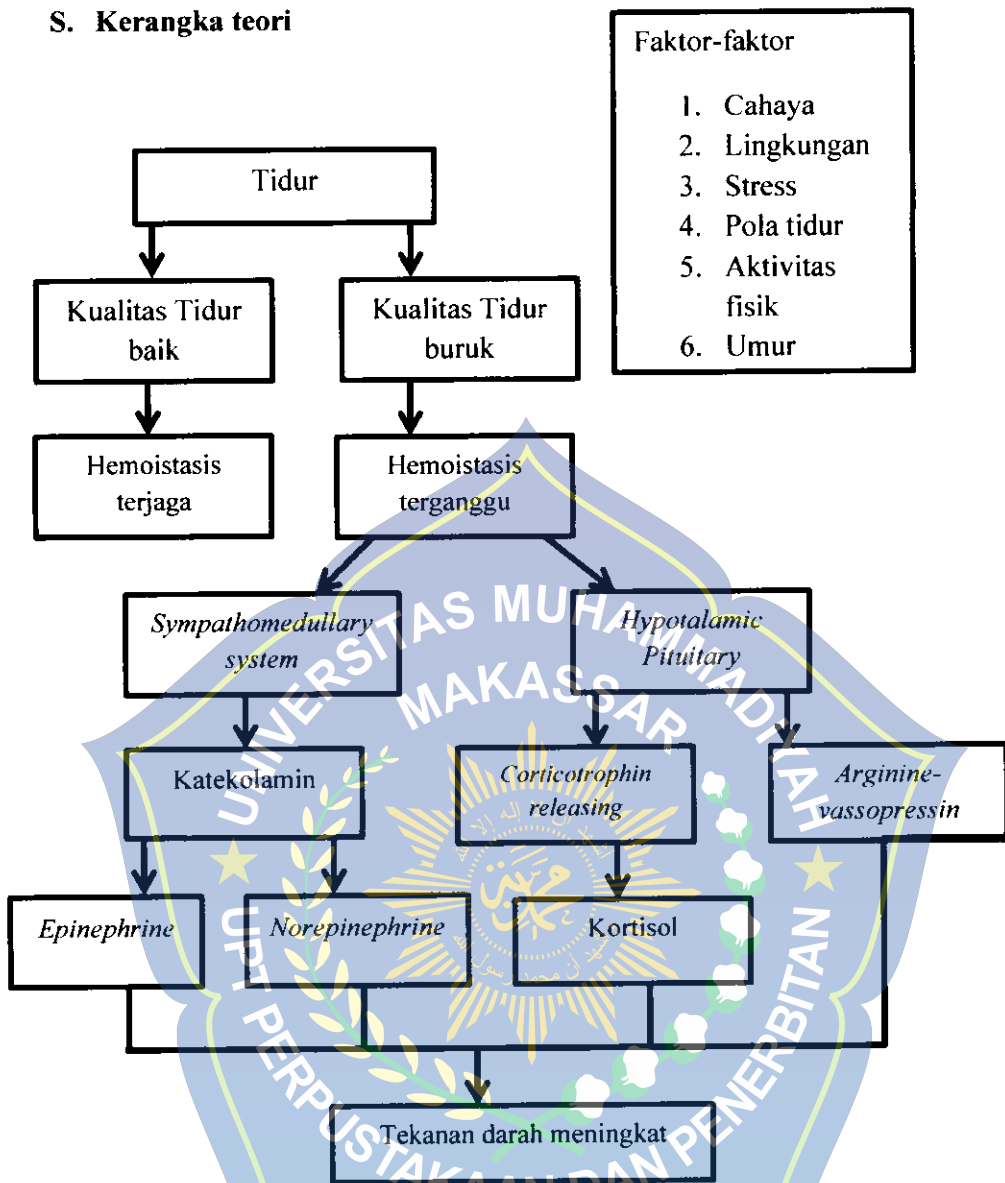 S. Kerangka teori
Faktor-faktor
1. Cahaya
2. Lingkungan
3. Stress
4. Pola tidur
5. Aktivitas
fisik
6. Umur
Tidur
Kualitas Tidur
baik
Kualitas Tidur
buruk
Hemoistasis
terjaga
Hemoistasis
terganggu
Sympathomedullary
system
Hypotalamic
Pituitary
Katekolamin
Corticotrophin
releasing
Arginine-
vassopressin
Epinephrine
Norepinephrine
Kortisol
Tekanan darah meningkat
UNIVERSITAS MUHAMMADIYAH
MAKASSAR
UPT PERPUSTAKAAN DAN PENERBITAN